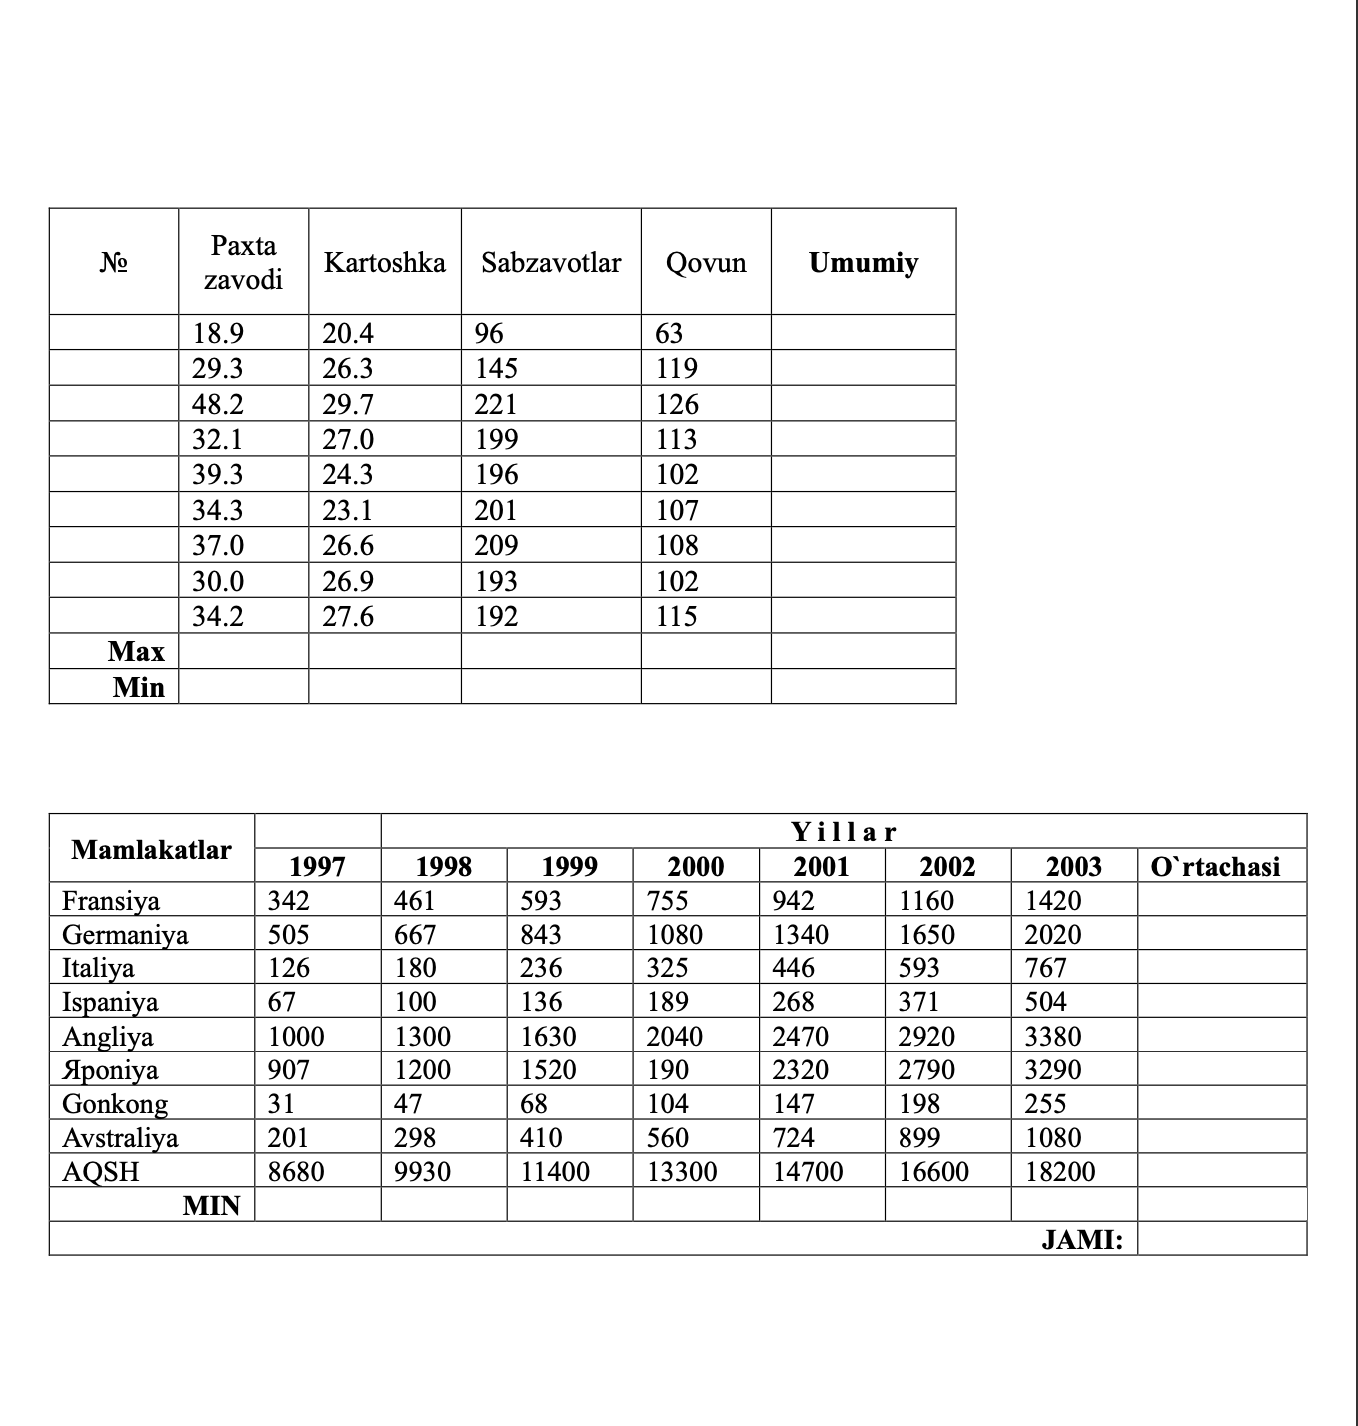 № Paxta zavodi Kartoshka Sabzavotlar Qovun Umumiy
18.9 20.4 96 63
29.3 26.3 145 119
48.2 29.7 221 126
32.1 27.0 199 113
39.3 24.3 196 102
34.3 23.1 201 107
37.0 26.6 209 108
30.0 26.9 193 102
34.2 27.6 192 115
Max
Min
Mamlakatlar Yillar
1997 1998 1999 2000 2001 2002 2003 O`rtachasi
Fransiya 342 461 593 755 942 1160 1420
Germaniya 505 667 843 1080 1340 1650 2020
Italiya 126 180 236 325 446 593 767
Ispaniya 67 100 136 189 268 371 504
Angliya 1000 1300 1630 2040 2470 2920 3380
Яponiya 907 1200 1520 190 2320 2790 3290
Gonkong 31 47 68 104 147 198 255
Avstraliya 201 298 410 560 724 899 1080
AQSH 8680 9930 11400 13300 14700 16600 18200
MIN
JAMI: